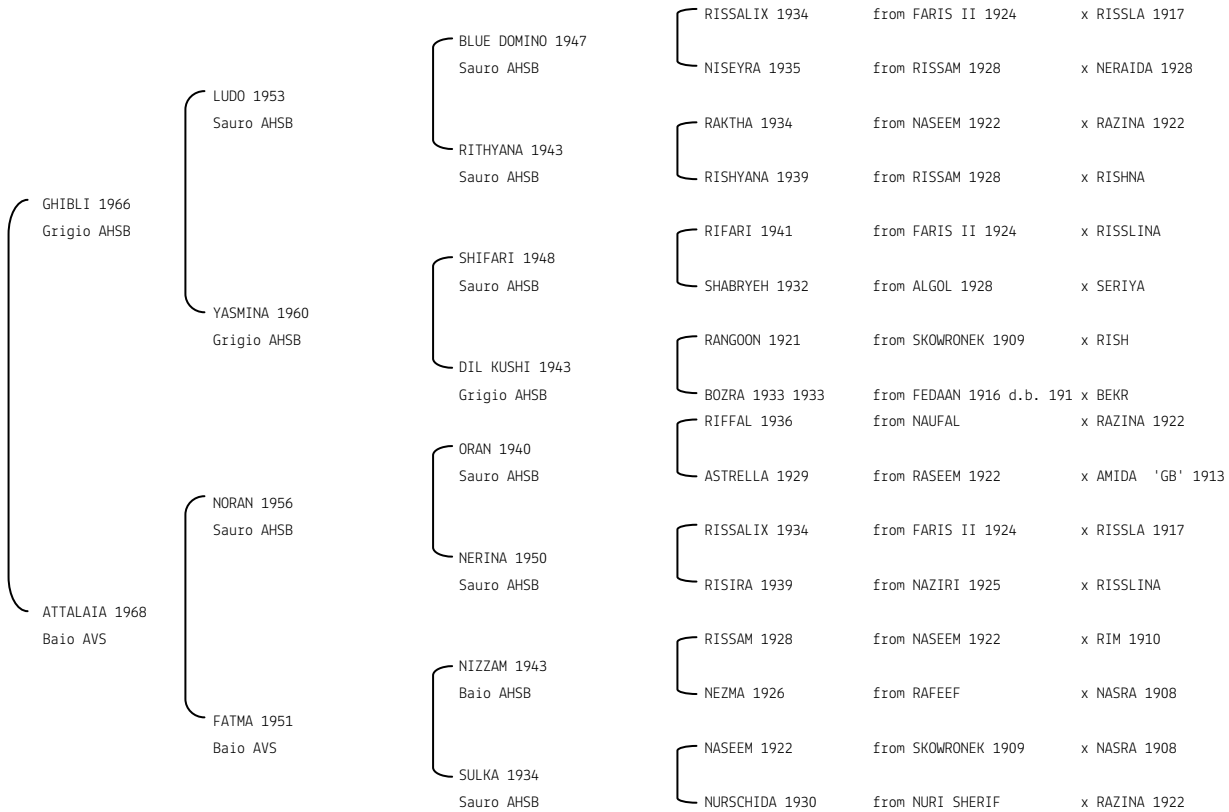 RISSALIX 1934 from FARIS II 1924 x RISSLA 1917
BLUE DOMINO 1947
Sauro AHSB NISEYRA 1935 from RISSAM 1928 x NERAIDA 1928
LUDO 1953
Sauro AHSB RAKTHA 1934 from NASEEM 1922 x RAZINA 1922
RITHYANA 1943
Sauro AHSB RISHYANA 1939 from RISSAM 1928 x RISHNA
GHIBLI 1966
Grigio AHSB RIFARI 1941 from FARIS II 1924 x RISSLINA
SHIFARI 1948
Sauro AHSB SHABRYEH 1932 from ALGOL 1928 x SERIYA
YASMINA 1960
Grigio AHSB RANGOON 1921 from SKOWRONEK 1909 x RISH
DIL KUSHI 1943
Grigio AHSB BOZRA 1933 1933 from FEDAAN 1916 d.b. 191 x BEKR
RIFFAL 1936 from NAUFAL x RAZINA 1922
ORAN 1940
Sauro AHSB ASTRELLA 1929 from RASEEM 1922 x AMIDA 'GB' 1913
NORAN 1956
Sauro AHSB RISSALIX 1934 from FARIS II 1924 x RISSLA 1917
NERINA 1950
Sauro AHSB RISIRA 1939 from NAZIRI 1925 x RISSLINA
ATTALAIA 1968
Baio AVS RISSAM 1928 from NASEEM 1922 x RIM 1910
NIZZAM 1943
Baio AHSB NEZMA 1926 from RAFEEF x NASRA 1908
FATMA 1951
Baio AVS NASEEM 1922 from SKOWRONEK 1909 x NASRA 1908
SULKA 1934
Sauro AHSB NURSCHIDA 1930 from NURI SHERIF x RAZINA 1922